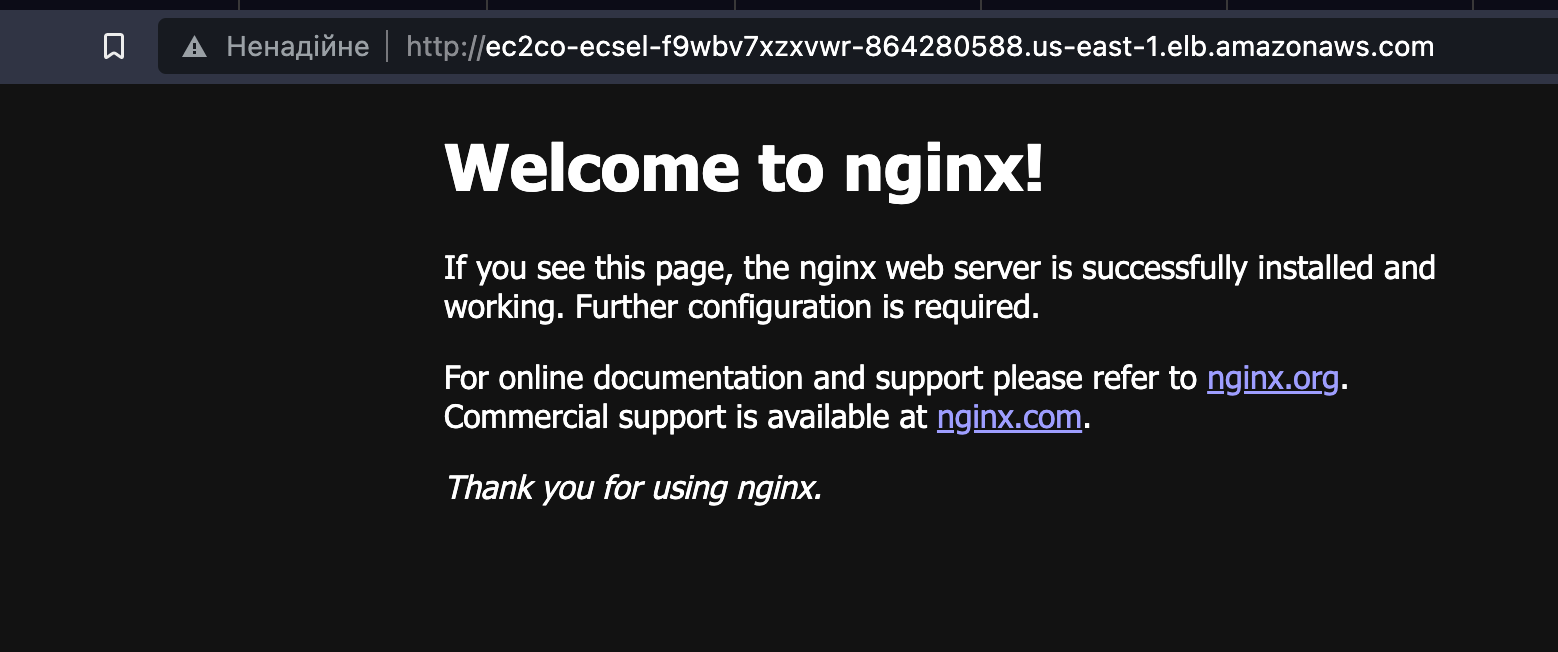 Ненадійне http://ec2co-ecsel-f9wbv7xzxvwr-864280588.us-east-1.elb.amazonaws.com
Welcome to nginx!
If you see this page, the nginx web server is successfully installed and
working. Further configuration is required.
For online documentation and support please refer to nginx.org.
Commercial support is available at nginx.com.
Thank you for using nginx.